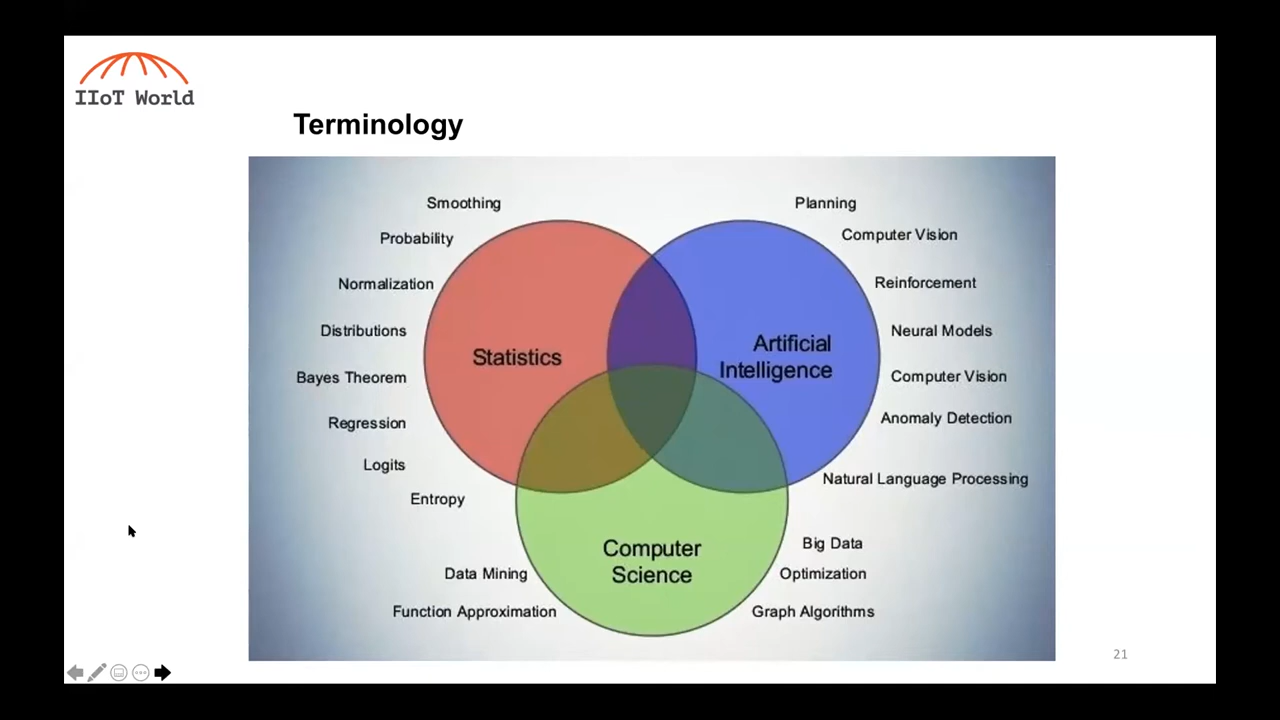 IIoT World
Terminology
Smoothing
Planning
Probability
Computer Vision
Normalization
Reinforcement
Distributions
Neural Models
Statistics
Artificial
Intelligence
Bayes Theorem
Computer Vision
Regression
Anomaly Detection
Logits
Natural Language Processing
Entropy
Computer
Science
Big Data
Data Mining
Optimization
Function Approximation
Graph Algorithms
21